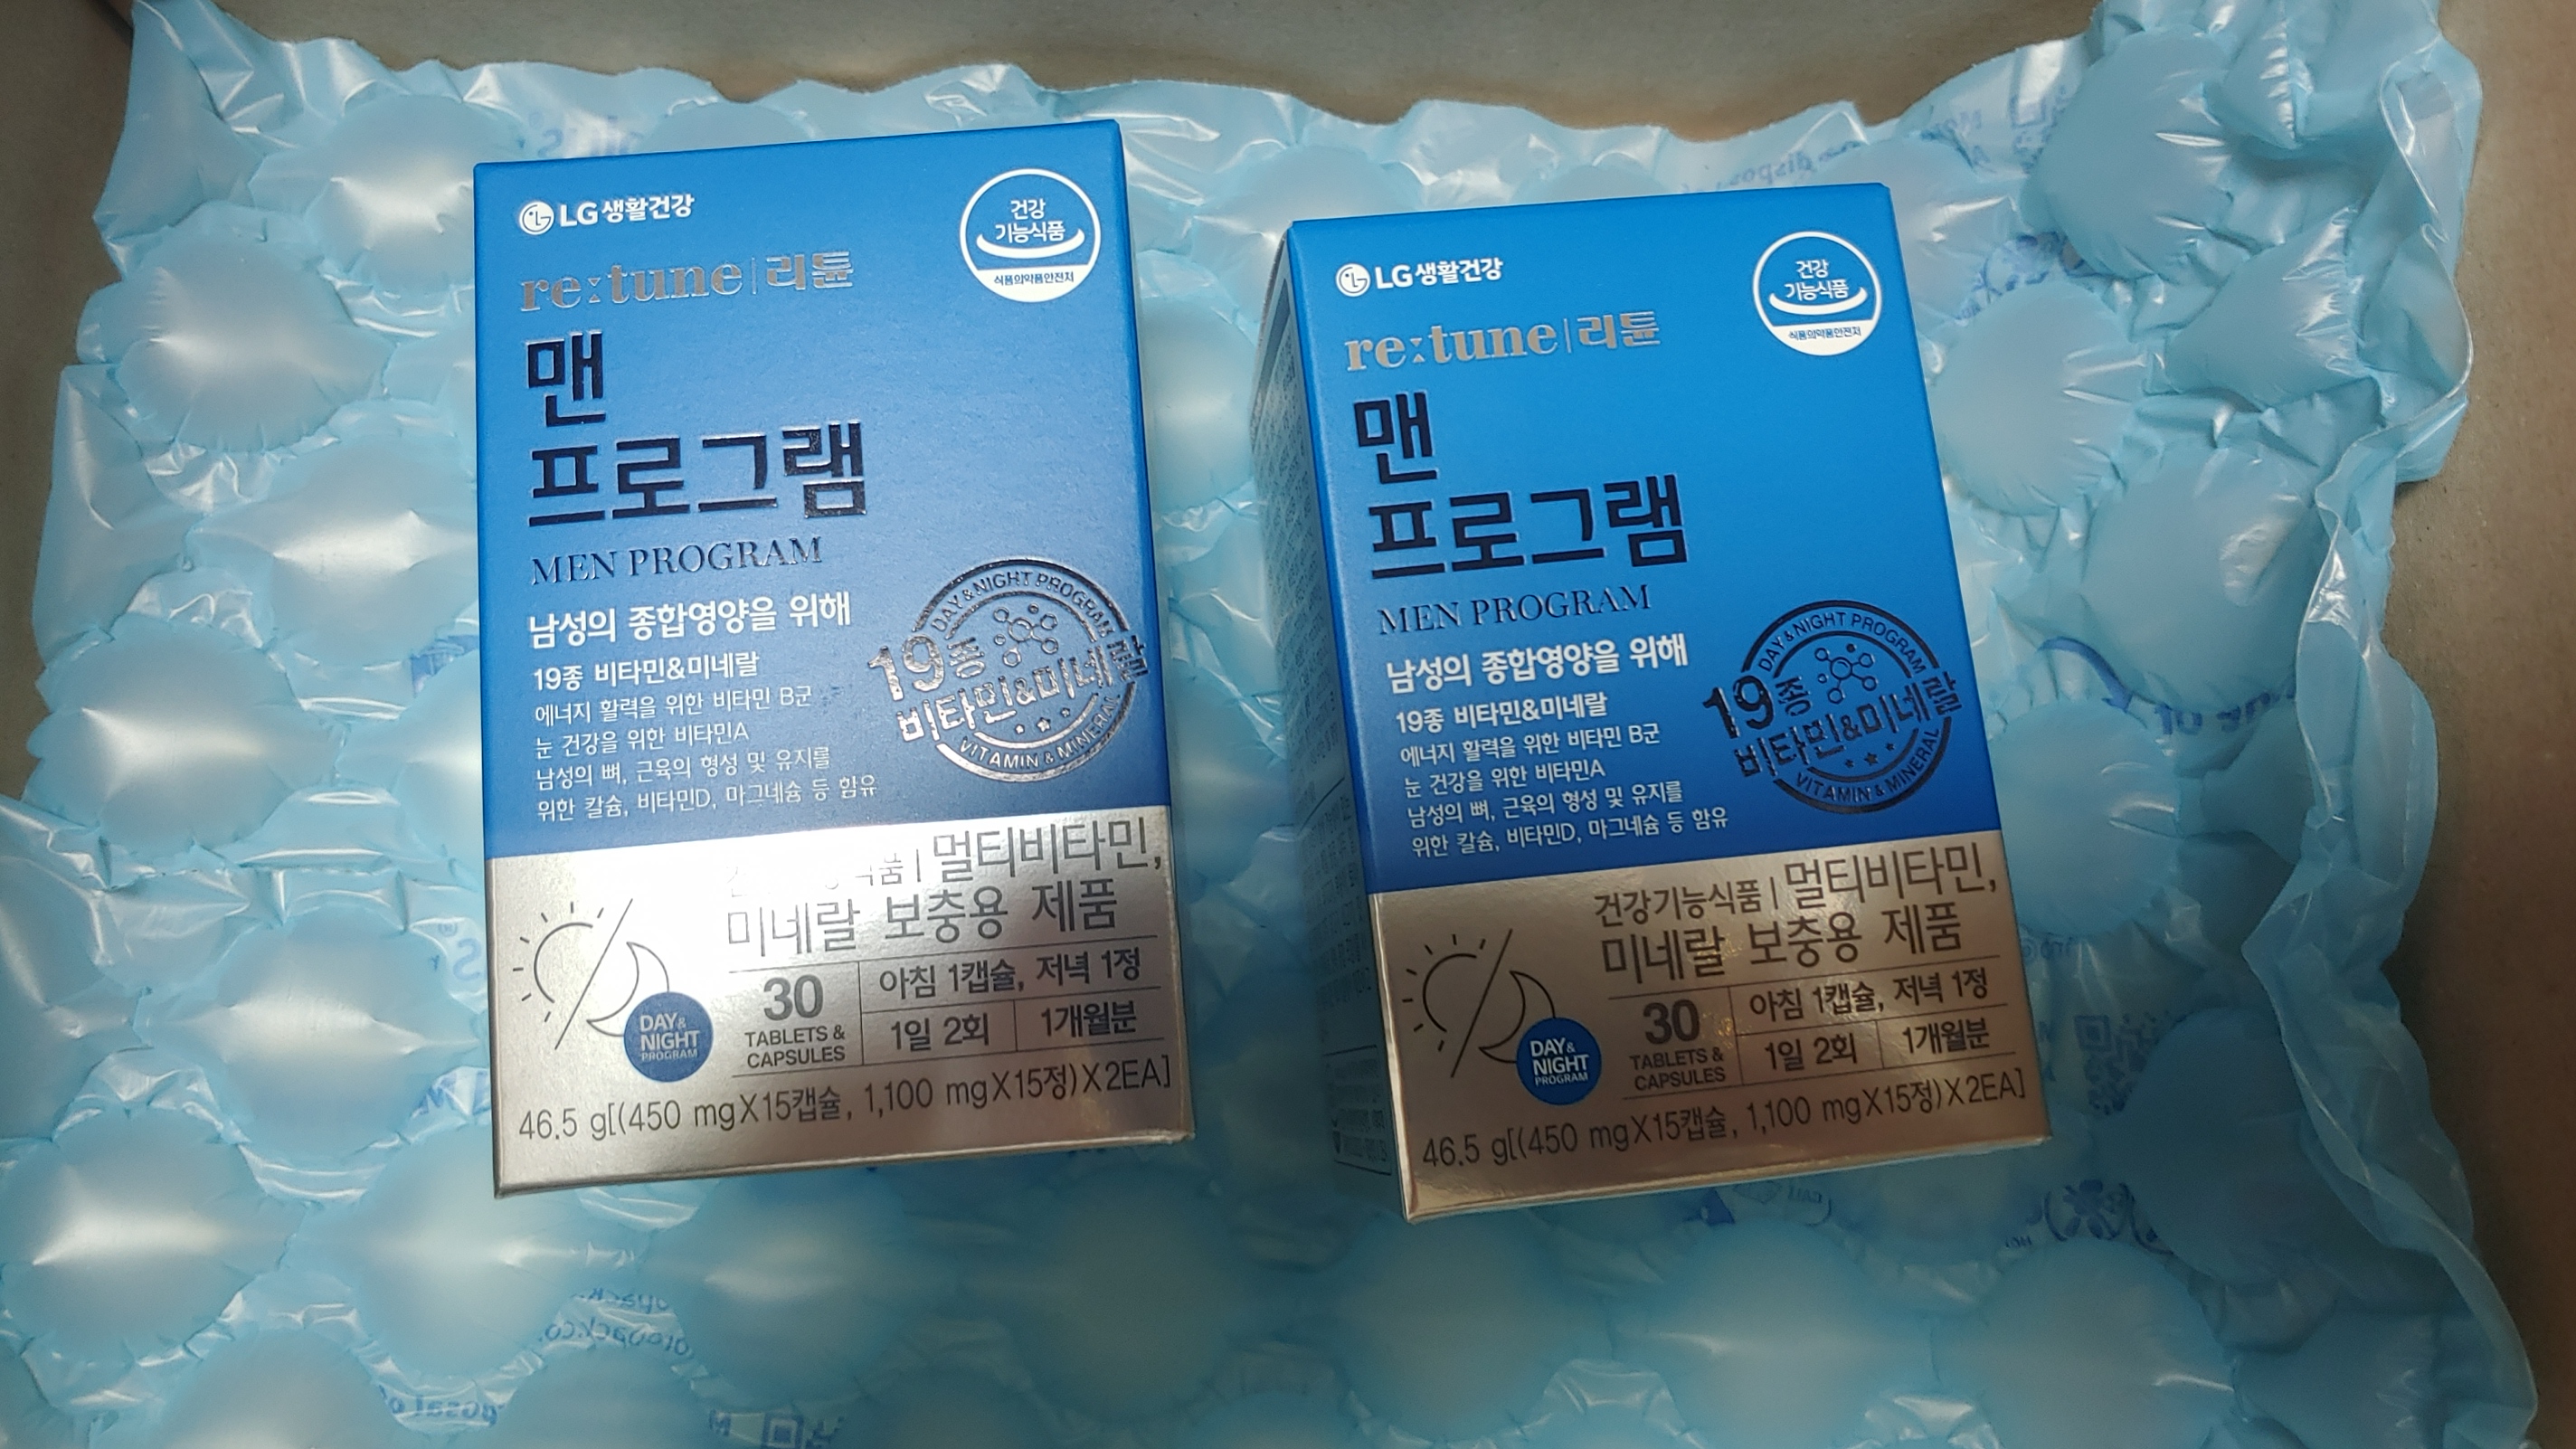 LG생활건강
건강
기능식품
식품의약품안전처
re:tune|리튠
맨
프로그램
MEN PROGRAM
남성의 종합영양을 위해
19종 비타민&미네랄
에너지 활력을 위한 비타민 B군
눈 건강을 위한 비타민A
남성의 뼈, 근육의 형성 및 유지를
위한 칼슘, 비타민D, 마그네슘 등 함유
DAY & NIGHT PROGRAM
19종
비타민&미네랄
VITAMIN & MINERAL
품 | 멀티비타민,
미네랄 보충용 제품
DAY &
NIGHT
PROGRAM
30
TABLETS &
CAPSULES
아침 1캡슐, 저녁 1정
1일 2회
1개월분
46.5 g[(450 mgX15캡슐, 1,100 mgX15정)X2EA]
LG생활건강
건강
기능식품
식품의약품안전처
re:tune|리튠
맨
프로그램
MEN PROGRAM
남성의 종합영양을 위해
19종 비타민&미네랄
에너지 활력을 위한 비타민 B군
눈 건강을 위한 비타민A
남성의 뼈, 근육의 형성 및 유지를
위한 칼슘, 비타민D, 마그네슘 등 함유
DAY & NIGHT PROGRAM
19종
비타민&미네랄
VITAMIN & MINERAL
건강기능식품 | 멀티비타민,
미네랄 보충용 제품
DAY &
NIGHT
PROGRAM
30
TABLETS &
CAPSULES
아침 1캡슐, 저녁 1정
1일 2회
1개월분
46.5 g[(450 mgX15캡슐, 1,100 mgX15정)X2EA]